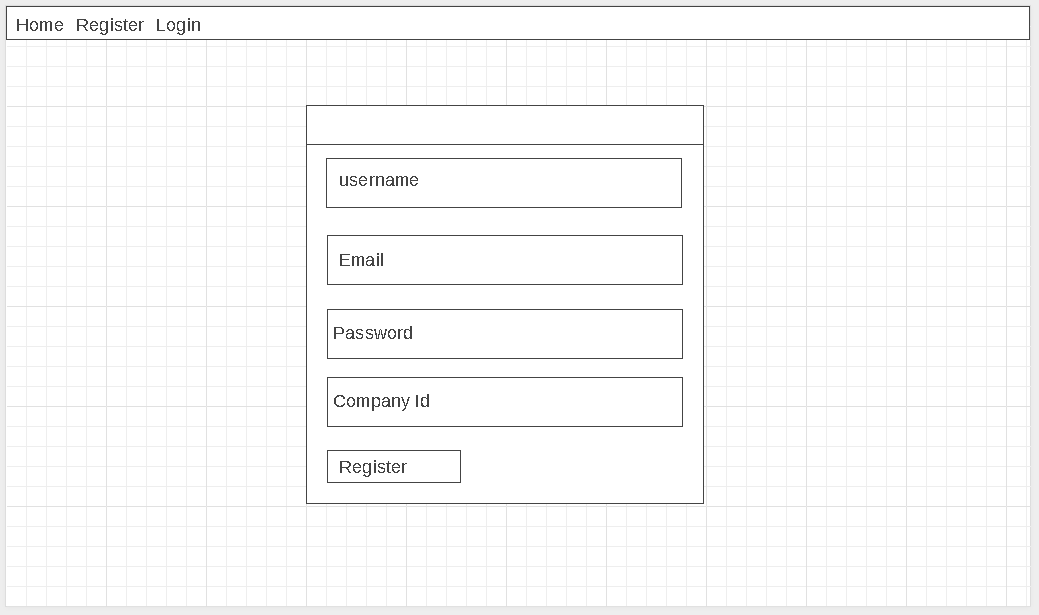 Home Register Login
username
Email
Password
Company Id
Register